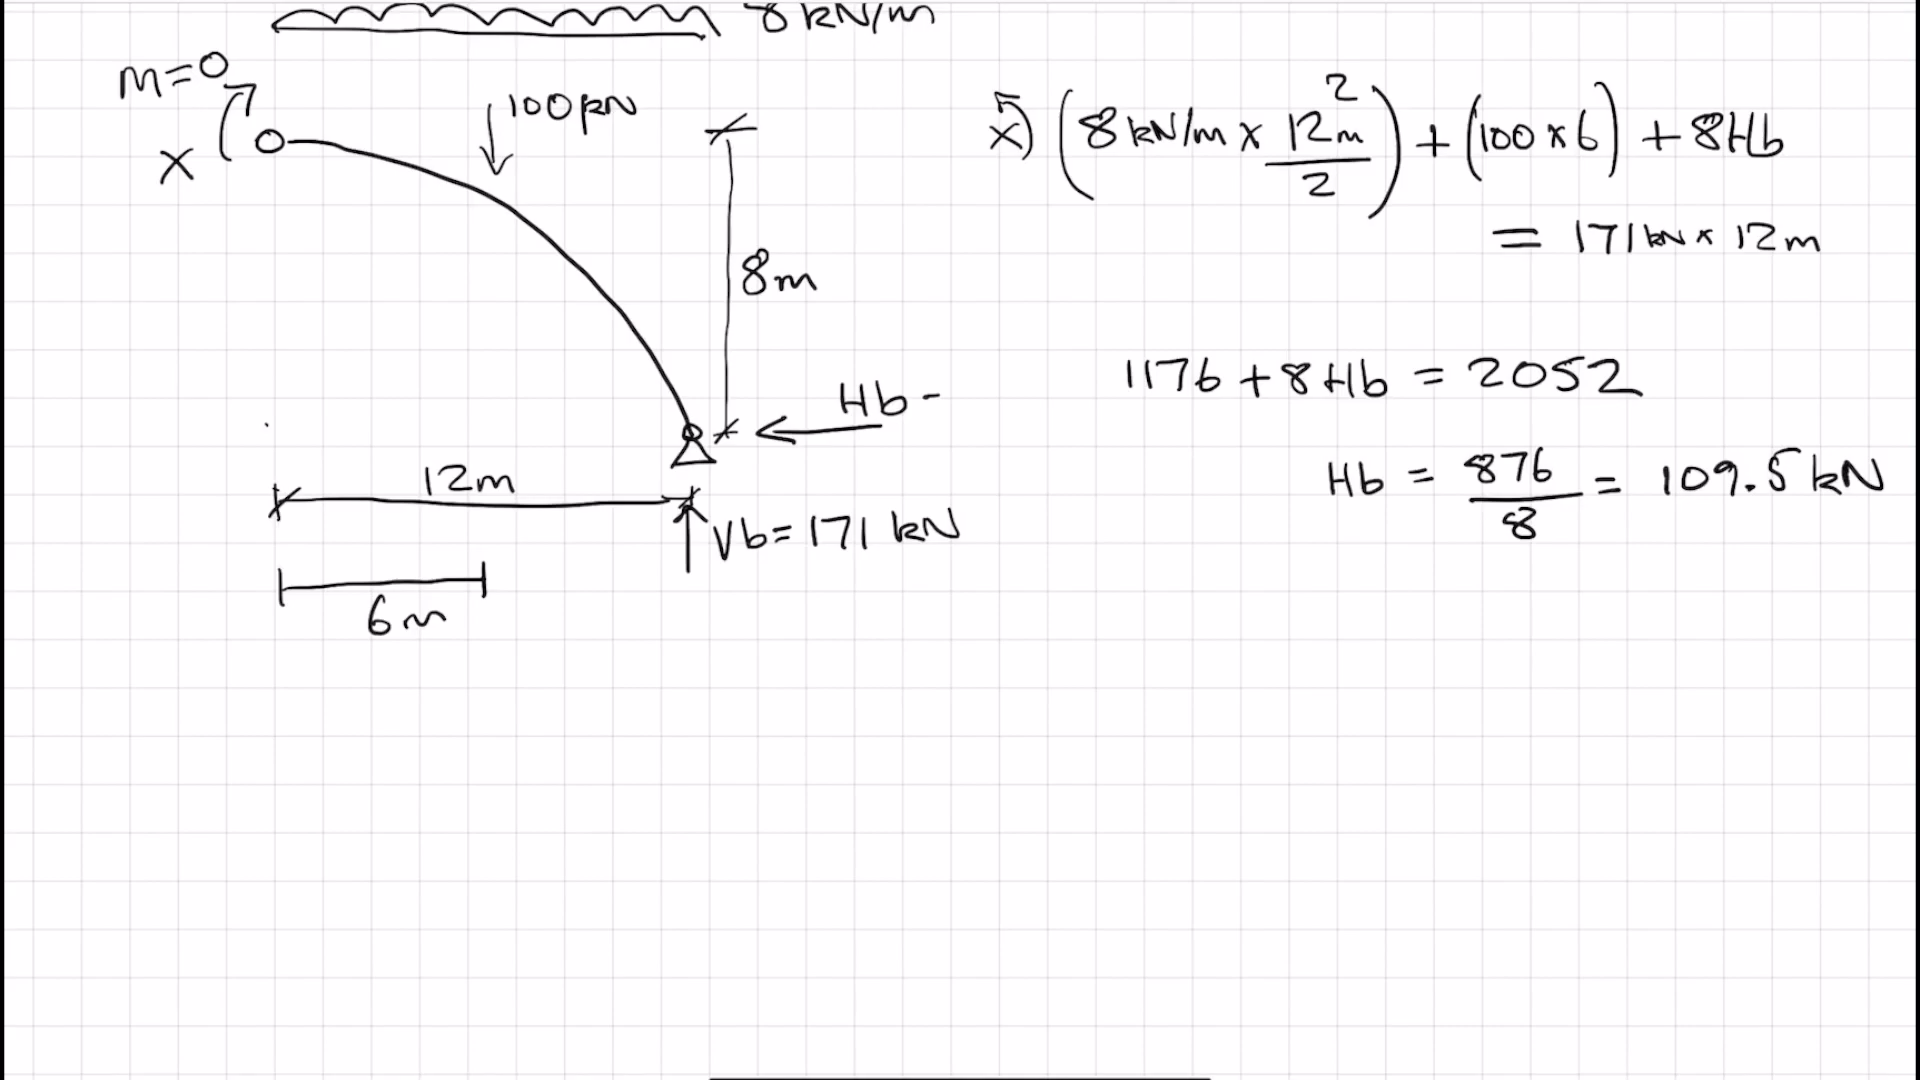 8 kN/m
M=0
100 kN
X
8m
Hb -
12m
Vb = 171 kN
6m
x) (8 kN/m x 12m²/2) + (100 x 6) + 8Hb
= 171 kN x 12m
1176 + 8Hb = 2052
Hb = 876/8 = 109.5 kN